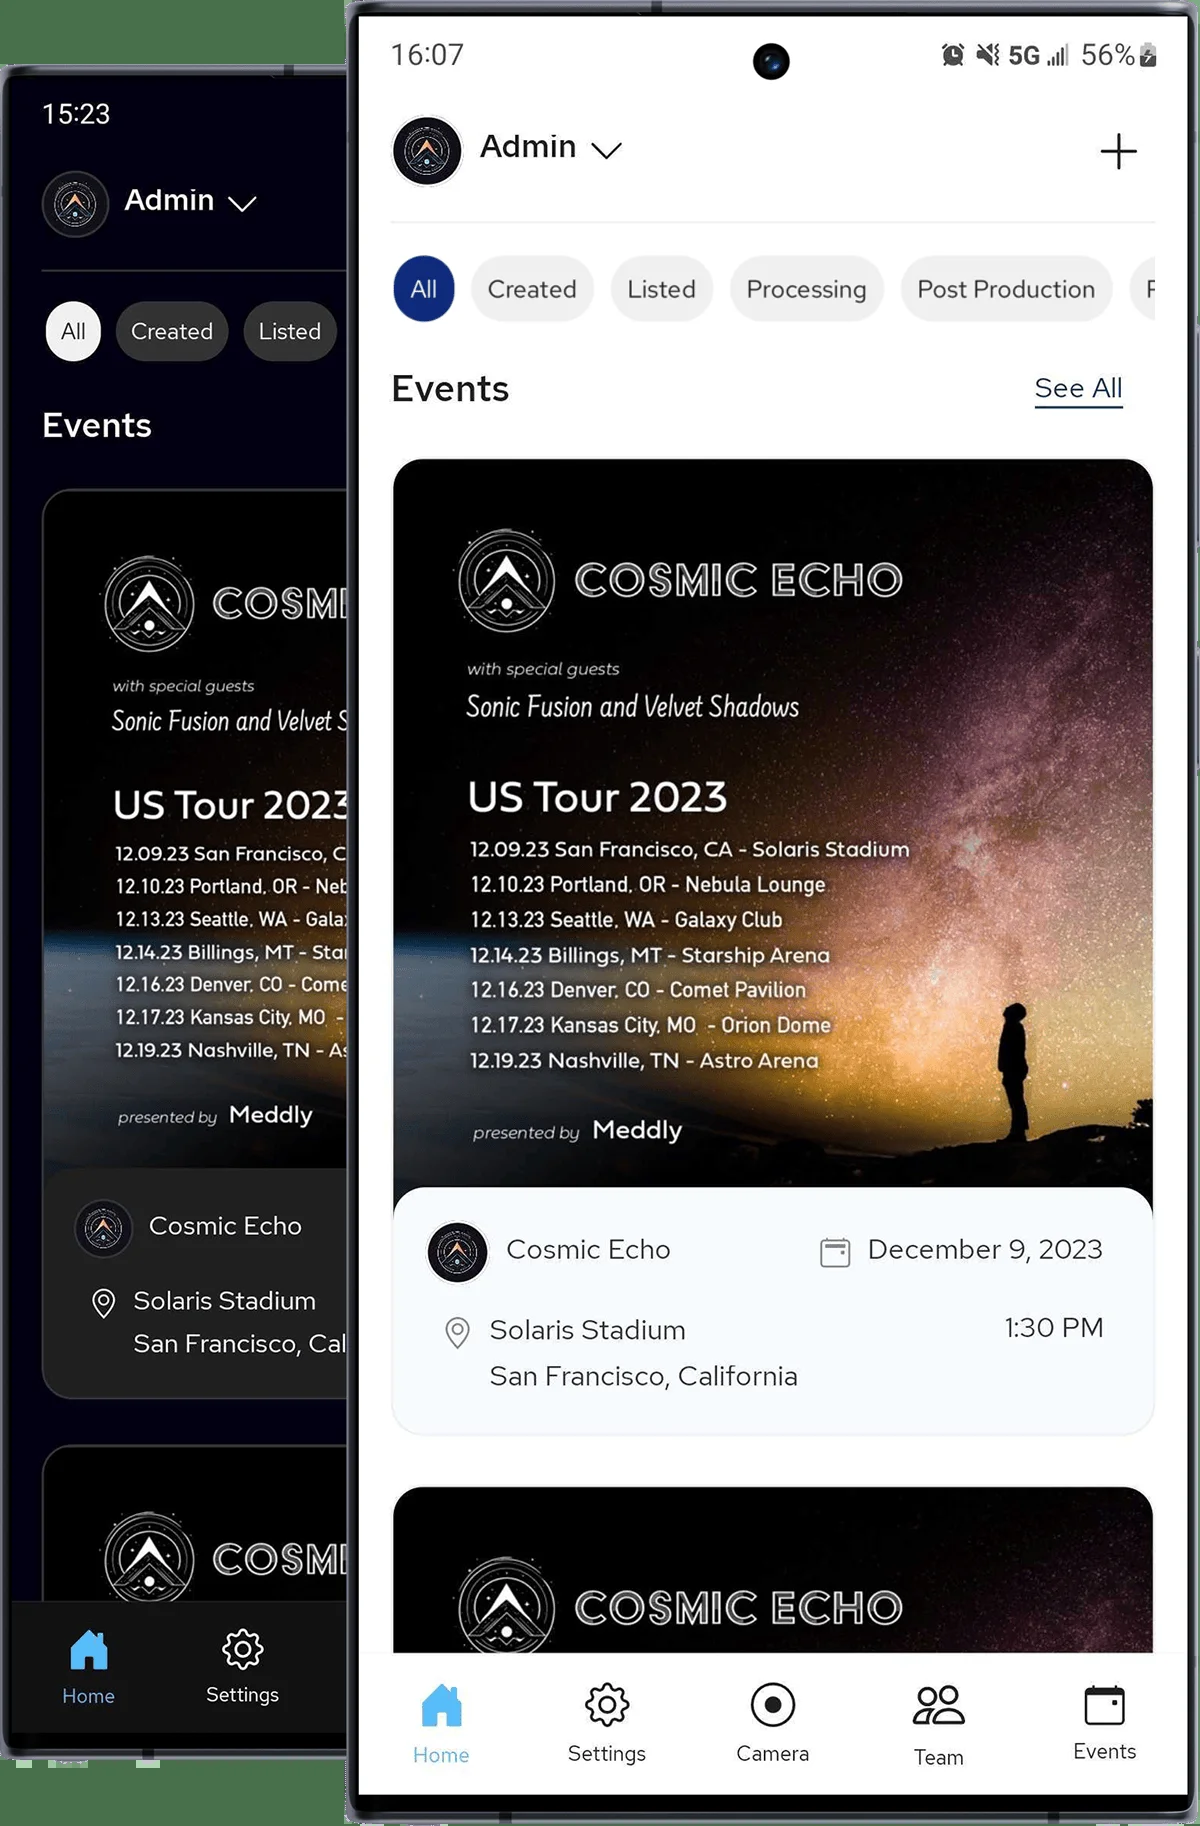 15:23
Admin
All Created Listed
Events
COSM
with special guests
Sonic Fusion and Velvet S
US Tour 2023
12.09.23 San Francisco, C
12.10.23 Portland, OR - Neb
12.13.23 Seattle, WA - Gala
12.14.23 Billings, MT - Star
12.16.23 Denver, CO - Come
12.17.23 Kansas City, MO -
12.19.23 Nashville, TN - As
presented by Meddly
Cosmic Echo
Solaris Stadium
San Francisco, Cal
COSM
Home Settings
16:07 5G 56%
Admin
All Created Listed Processing Post Production
Events See All
COSMIC ECHO
with special guests
Sonic Fusion and Velvet Shadows
US Tour 2023
12.09.23 San Francisco, CA - Solaris Stadium
12.10.23 Portland, OR - Nebula Lounge
12.13.23 Seattle, WA - Galaxy Club
12.14.23 Billings, MT - Starship Arena
12.16.23 Denver, CO - Comet Pavilion
12.17.23 Kansas City, MO - Orion Dome
12.19.23 Nashville, TN - Astro Arena
presented by Meddly
Cosmic Echo December 9, 2023
Solaris Stadium 1:30 PM
San Francisco, California
COSMIC ECHO
Home Settings Camera Team Events